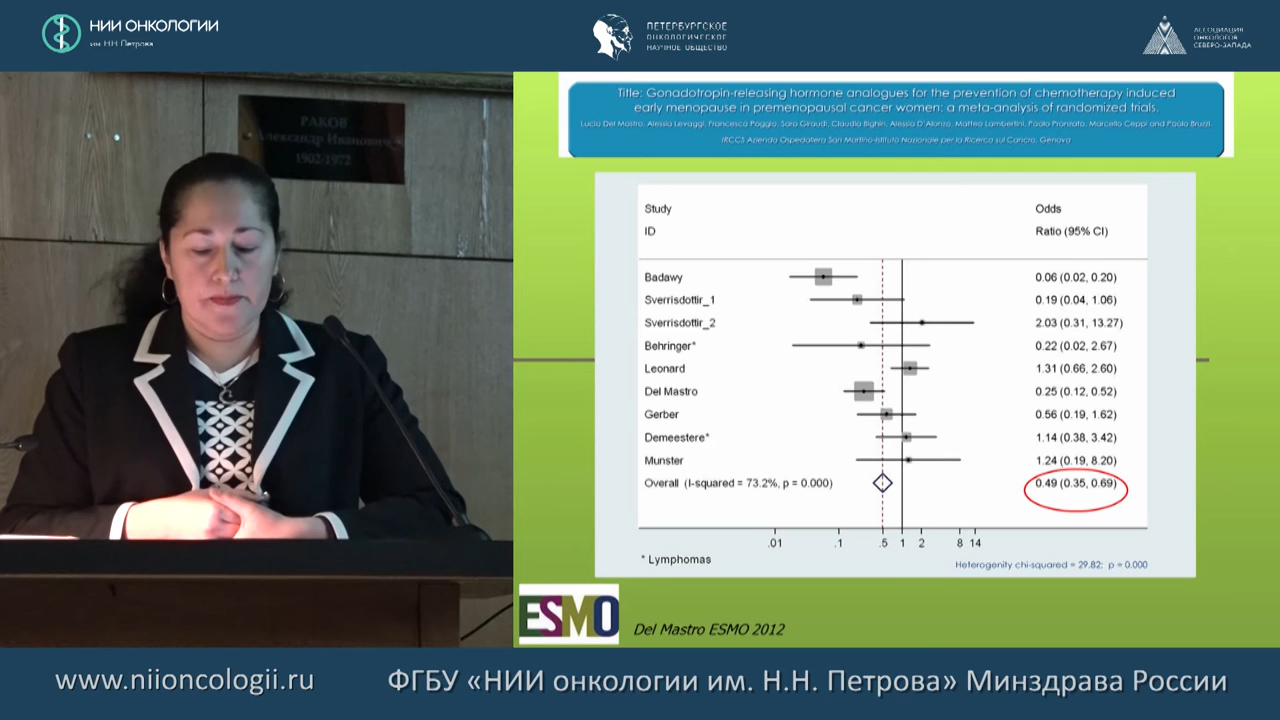 НИИ ОНКОЛОГИИ
им. Н.Н. Петрова
ПЕТЕРБУРГСКОЕ
ОНКОЛОГИЧЕСКОЕ
НАУЧНОЕ ОБЩЕСТВО
АССОЦИАЦИЯ
ОНКОЛОГОВ
СЕВЕРО-ЗАПАДА
РАКОВ
Александр Иванович
1902-1972
Title: Gonadotropin-releasing hormone analogues for the prevention of chemotherapy induced
early menopause in premenopausal cancer women: a meta-analysis of randomized trials.
Lucia Del Mastro, Alessia Levaggi, Francesca Poggio, Sara Giraudi, Claudia Bighin, Alessia D'Alonzo, Matteo Lambertini, Paolo Pronzato, Marcello Ceppi and Paolo Bruzzi.
IRCCS Azienda Ospedaliera San Martino-Istituto Nazionale per la Ricerca sul Cancro, Genova
Study Odds
ID Ratio (95% CI)
Badawy 0.06 (0.02, 0.20)
Sverrisdottir_1 0.19 (0.04, 1.06)
Sverrisdottir_2 2.03 (0.31, 13.27)
Behringer* 0.22 (0.02, 2.67)
Leonard 1.31 (0.66, 2.60)
Del Mastro 0.25 (0.12, 0.52)
Gerber 0.56 (0.19, 1.62)
Demeestere* 1.14 (0.38, 3.42)
Munster 1.24 (0.19, 8.20)
Overall (I-squared = 73.2%, p = 0.000) 0.49 (0.35, 0.69)
.01 .1 .5 1 2 8 14
* Lymphomas
Heterogenity chi-squared = 29.82; p = 0.000
ESMO
Del Mastro ESMO 2012
www.niioncologii.ru
ФГБУ «НИИ онкологии им. Н.Н. Петрова» Минздрава России